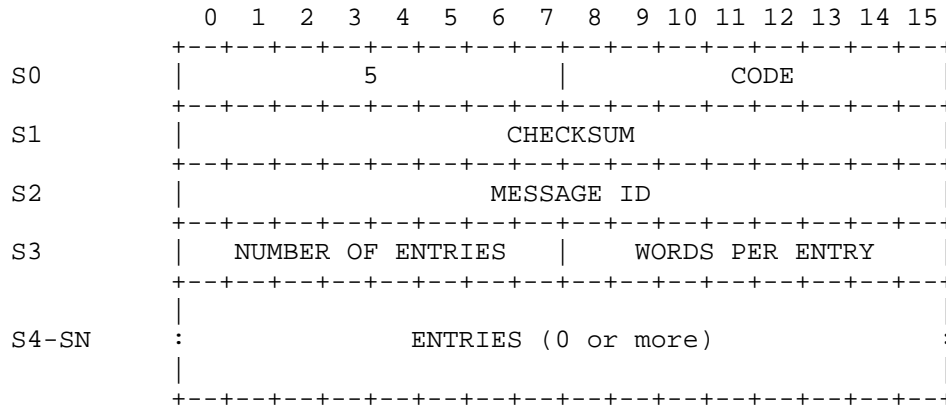 0 1 2 3 4 5 6 7 8 9 10 11 12 13 14 15
+--+--+--+--+--+--+--+--+--+--+--+--+--+--+--+--+
S0 | 5 | CODE |
+--+--+--+--+--+--+--+--+--+--+--+--+--+--+--+--+
S1 | CHECKSUM |
+--+--+--+--+--+--+--+--+--+--+--+--+--+--+--+--+
S2 | MESSAGE ID |
+--+--+--+--+--+--+--+--+--+--+--+--+--+--+--+--+
S3 | NUMBER OF ENTRIES | WORDS PER ENTRY |
+--+--+--+--+--+--+--+--+--+--+--+--+--+--+--+--+
| |
S4-SN : ENTRIES (0 or more) :
| |
+--+--+--+--+--+--+--+--+--+--+--+--+--+--+--+--+